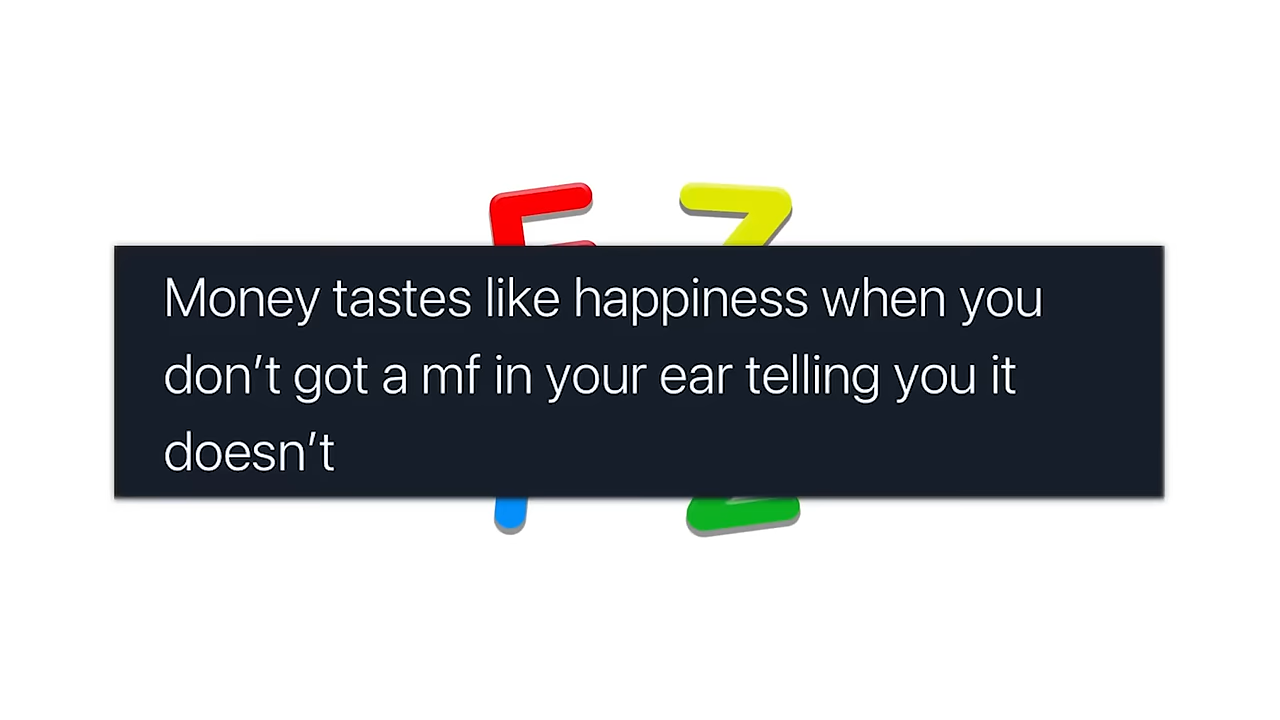 F Z
Money tastes like happiness when you
don’t got a mf in your ear telling you it
doesn’t